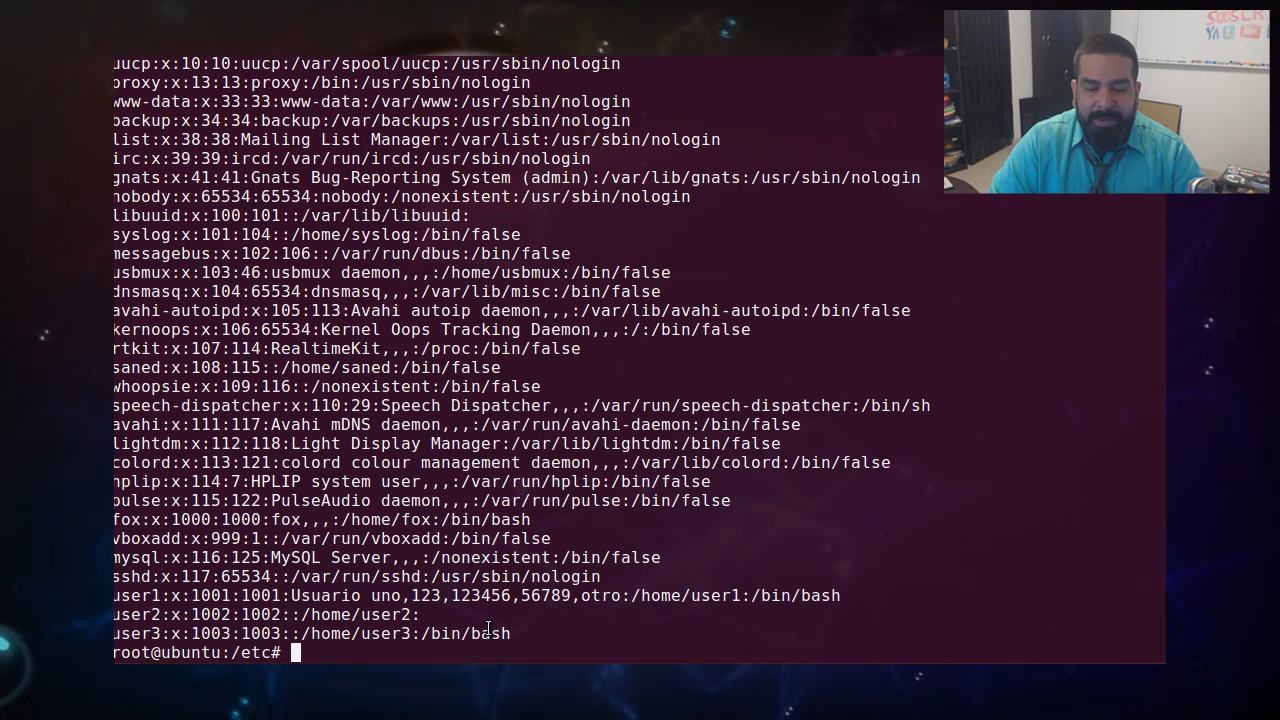 uucp:x:10:10:uucp:/var/spool/uucp:/usr/sbin/nologin
proxy:x:13:13:proxy:/bin:/usr/sbin/nologin
www-data:x:33:33:www-data:/var/www:/usr/sbin/nologin
backup:x:34:34:backup:/var/backups:/usr/sbin/nologin
list:x:38:38:Mailing List Manager:/var/list:/usr/sbin/nologin
irc:x:39:39:ircd:/var/run/ircd:/usr/sbin/nologin
gnats:x:41:41:Gnats Bug-Reporting System (admin):/var/lib/gnats:/usr/sbin/nologin
nobody:x:65534:65534:nobody:/nonexistent:/usr/sbin/nologin
libuuid:x:100:101::/var/lib/libuuid:
syslog:x:101:104::/home/syslog:/bin/false
messagebus:x:102:106::/var/run/dbus:/bin/false
usbmux:x:103:46:usbmux daemon,,,:/home/usbmux:/bin/false
dnsmasq:x:104:65534:dnsmasq,,,:/var/lib/misc:/bin/false
avahi-autoipd:x:105:113:Avahi autoip daemon,,,:/var/lib/avahi-autoipd:/bin/false
kernoops:x:106:65534:Kernel Oops Tracking Daemon,,,:/:/bin/false
rtkit:x:107:114:RealtimeKit,,,:/proc:/bin/false
saned:x:108:115::/home/saned:/bin/false
whoopsie:x:109:116::/nonexistent:/bin/false
speech-dispatcher:x:110:29:Speech Dispatcher,,,:/var/run/speech-dispatcher:/bin/sh
avahi:x:111:117:Avahi mDNS daemon,,,:/var/run/avahi-daemon:/bin/false
lightdm:x:112:118:Light Display Manager:/var/lib/lightdm:/bin/false
colord:x:113:121:colord colour management daemon,,,:/var/lib/colord:/bin/false
hplip:x:114:7:HPLIP system user,,,:/var/run/hplip:/bin/false
pulse:x:115:122:PulseAudio daemon,,,:/var/run/pulse:/bin/false
fox:x:1000:1000:fox,,,:/home/fox:/bin/bash
vboxadd:x:999:1::/var/run/vboxadd:/bin/false
mysql:x:116:125:MySQL Server,,,:/nonexistent:/bin/false
sshd:x:117:65534::/var/run/sshd:/usr/sbin/nologin
user1:x:1001:1001:Usuario uno,123,123456,56789,otro:/home/user1:/bin/bash
user2:x:1002:1002::/home/user2:
user3:x:1003:1003::/home/user3:/bin/bash
root@ubuntu:/etc#